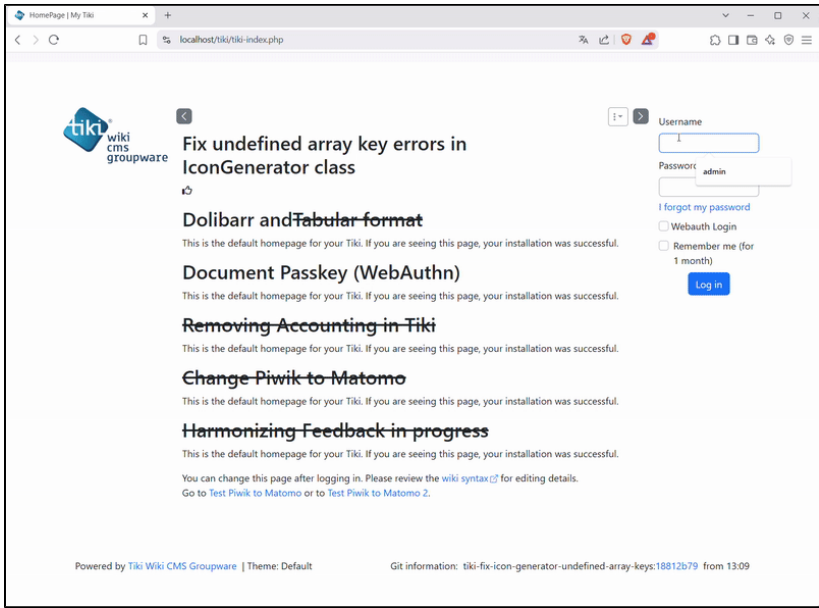 HomePage | My Tiki
localhost/tiki/tiki-index.php
tiki
wiki
cms
groupware
Fix undefined array key errors in
IconGenerator class
Dolibarr andTabular format
This is the default homepage for your Tiki. If you are seeing this page, your installation was successful.
Document Passkey (WebAuthn)
This is the default homepage for your Tiki. If you are seeing this page, your installation was successful.
Removing Accounting in Tiki
This is the default homepage for your Tiki. If you are seeing this page, your installation was successful.
Change Piwik to Matomo
This is the default homepage for your Tiki. If you are seeing this page, your installation was successful.
Harmonizing Feedback in progress
This is the default homepage for your Tiki. If you are seeing this page, your installation was successful.
You can change this page after logging in. Please review the wiki syntax for editing details.
Go to Test Piwik to Matomo or to Test Piwik to Matomo 2.
Username
Password
admin
I forgot my password
Webauth Login
Remember me (for
1 month)
Log in
Powered by Tiki Wiki CMS Groupware | Theme: Default
Git information: tiki-fix-icon-generator-undefined-array-keys:18812b79 from 13:09